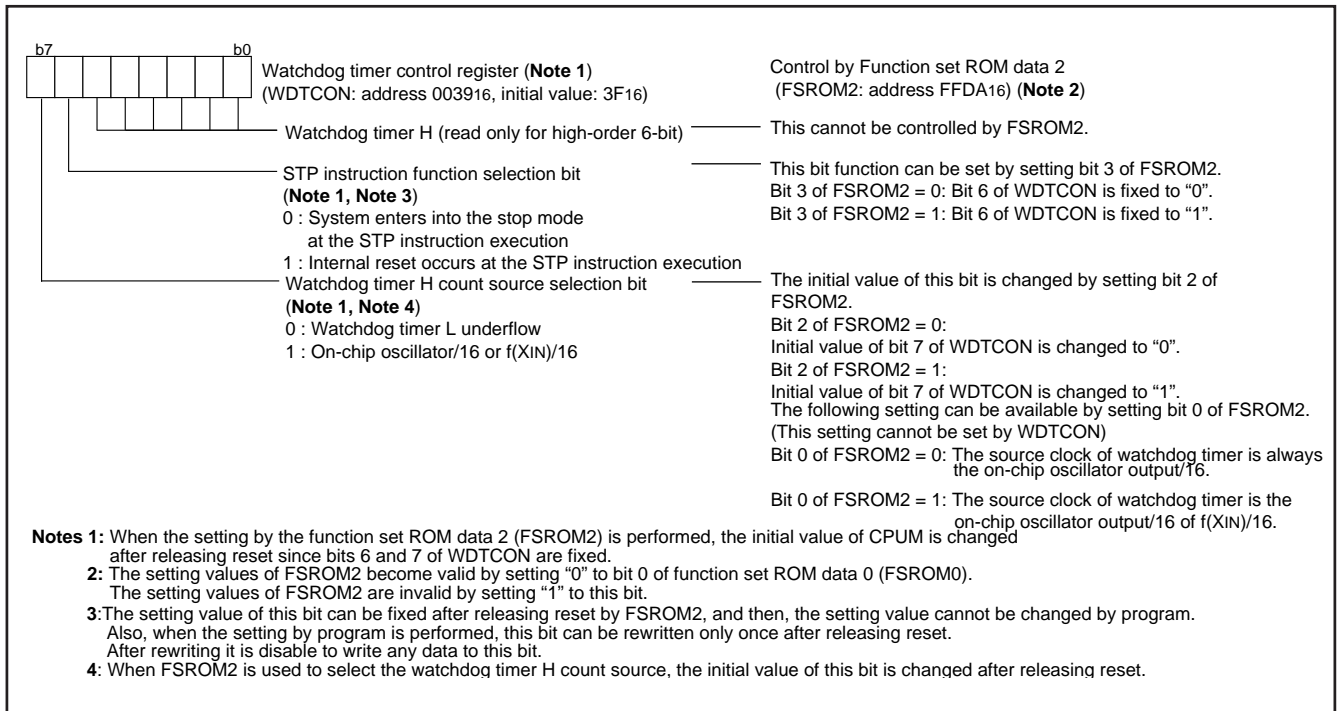 b7 b0
Watchdog timer control register (Note 1)
(WDTCON: address 003916, initial value: 3F16)
Control by Function set ROM data 2
(FSROM2: address FFDA16) (Note 2)
Watchdog timer H (read only for high-order 6-bit)
This cannot be controlled by FSROM2.
STP instruction function selection bit
(Note 1, Note 3)
0 : System enters into the stop mode
at the STP instruction execution
1 : Internal reset occurs at the STP instruction execution
This bit function can be set by setting bit 3 of FSROM2.
Bit 3 of FSROM2 = 0: Bit 6 of WDTCON is fixed to “0”.
Bit 3 of FSROM2 = 1: Bit 6 of WDTCON is fixed to “1”.
Watchdog timer H count source selection bit
(Note 1, Note 4)
0 : Watchdog timer L underflow
1 : On-chip oscillator/16 or f(XIN)/16
The initial value of this bit is changed by setting bit 2 of
FSROM2.
Bit 2 of FSROM2 = 0:
Initial value of bit 7 of WDTCON is changed to “0”.
Bit 2 of FSROM2 = 1:
Initial value of bit 7 of WDTCON is changed to “1”.
The following setting can be available by setting bit 0 of FSROM2.
(This setting cannot be set by WDTCON)
Bit 0 of FSROM2 = 0: The source clock of watchdog timer is always
the on-chip oscillator output/16.
Bit 0 of FSROM2 = 1: The source clock of watchdog timer is the
on-chip oscillator output/16 of f(XIN)/16.
Notes 1: When the setting by the function set ROM data 2 (FSROM2) is performed, the initial value of CPUM is changed
after releasing reset since bits 6 and 7 of WDTCON are fixed.
2: The setting values of FSROM2 become valid by setting “0” to bit 0 of function set ROM data 0 (FSROM0).
The setting values of FSROM2 are invalid by setting “1” to this bit.
3:The setting value of this bit can be fixed after releasing reset by FSROM2, and then, the setting value cannot be changed by program.
Also, when the setting by program is performed, this bit can be rewritten only once after releasing reset.
After rewriting it is disable to write any data to this bit.
4: When FSROM2 is used to select the watchdog timer H count source, the initial value of this bit is changed after releasing reset.